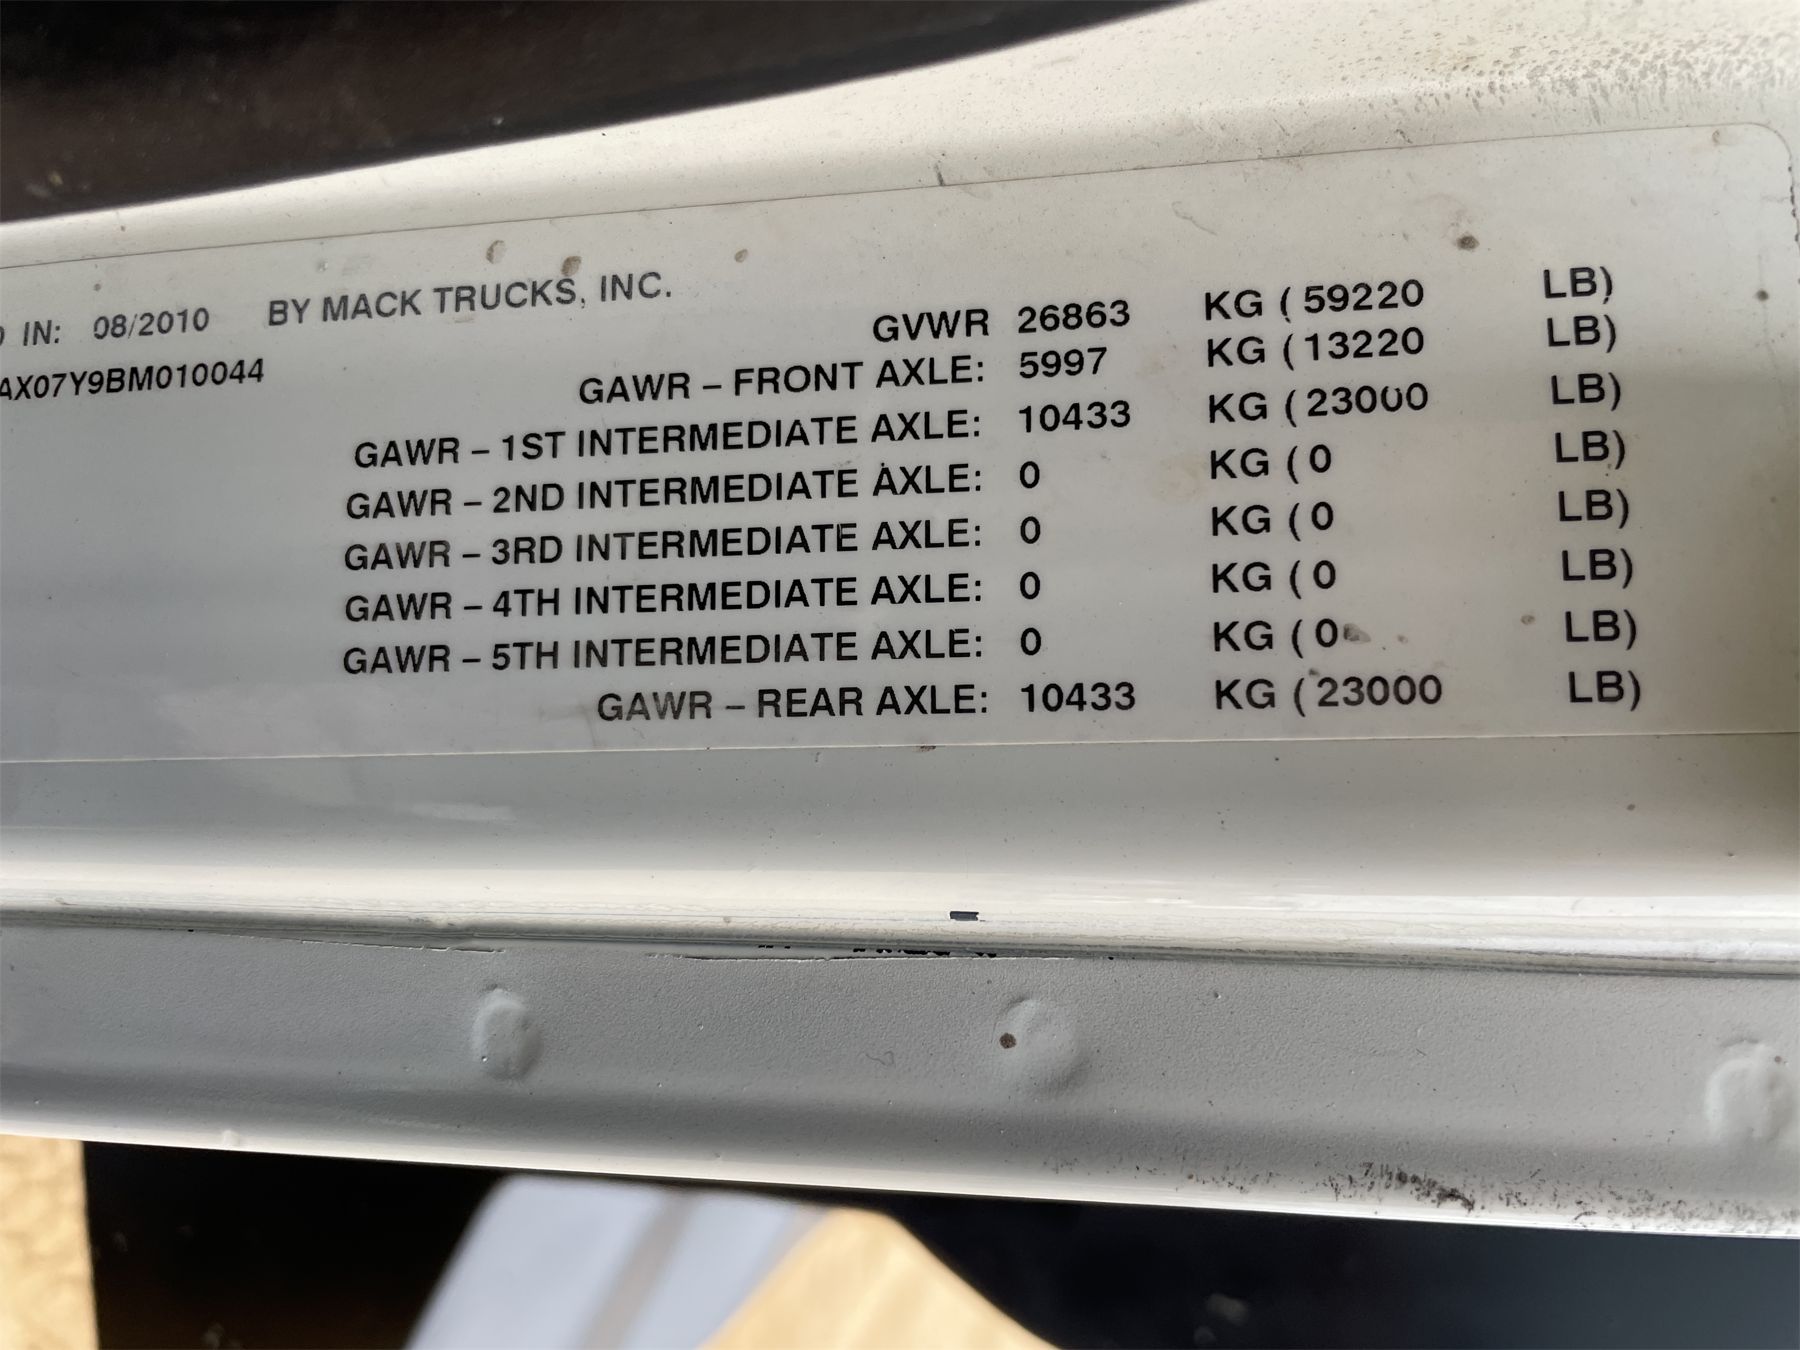 IN: 08/2010 BY MACK TRUCKS, INC.
AX07Y9BM010044
GVWR 26863 KG (59220 LB)
GAWR – FRONT AXLE: 5997 KG (13220 LB)
GAWR – 1ST INTERMEDIATE AXLE: 10433 KG (23000 LB)
GAWR – 2ND INTERMEDIATE AXLE: 0 KG (0 LB)
GAWR – 3RD INTERMEDIATE AXLE: 0 KG (0 LB)
GAWR – 4TH INTERMEDIATE AXLE: 0 KG (0 LB)
GAWR – 5TH INTERMEDIATE AXLE: 0 KG (0 LB)
GAWR – REAR AXLE: 10433 KG (23000 LB)